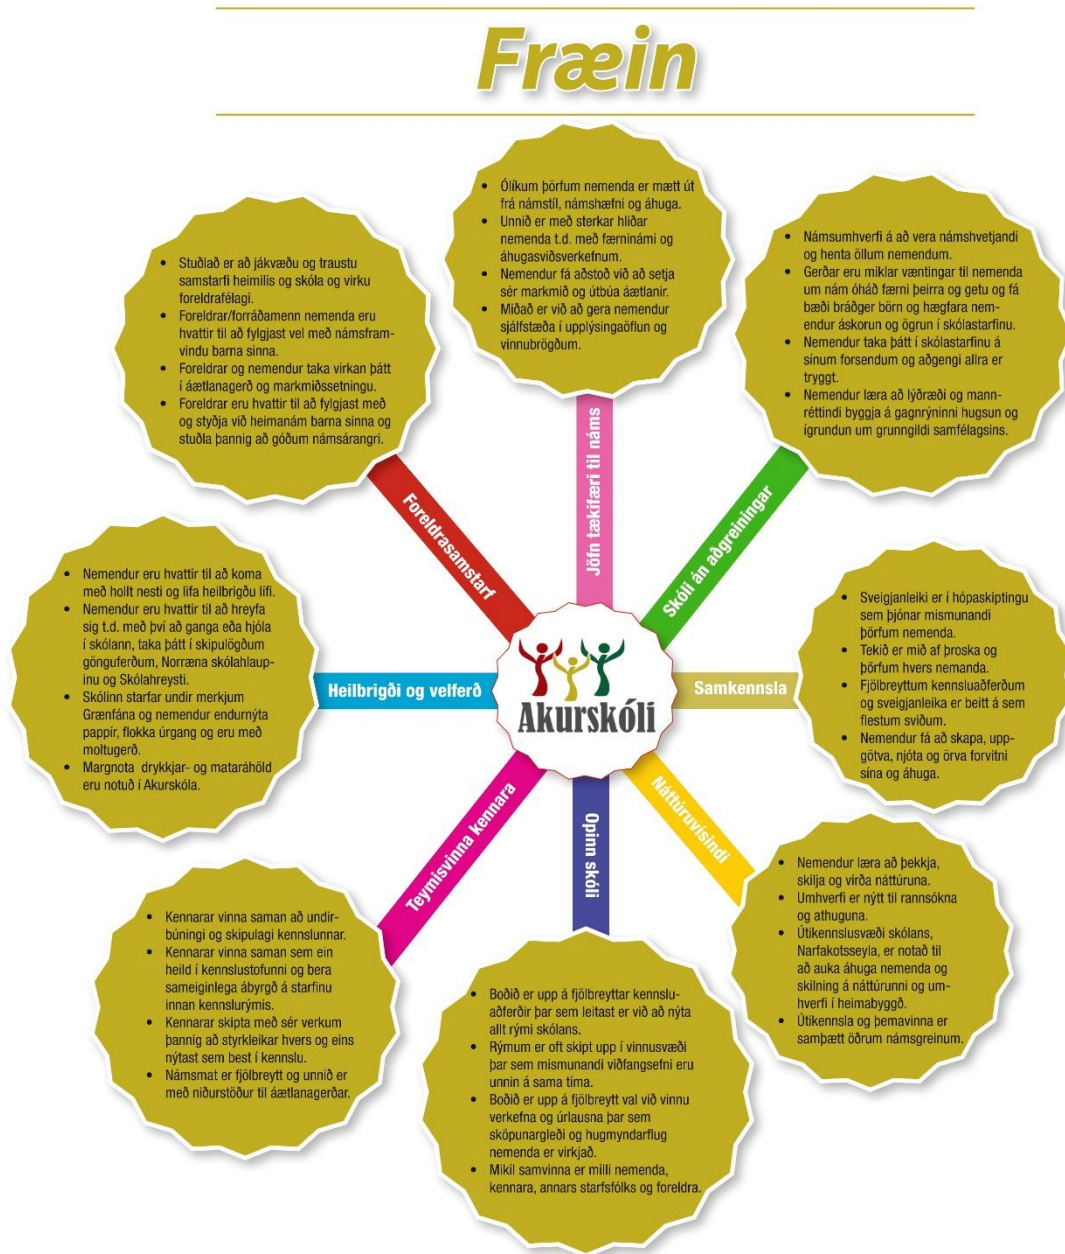 Fræin
• Ólíkum þörfum nemenda er mætt út
frá námstíl, námshæfni og áhuga.
• Unnið er með sterkar hliðar
nemenda t.d. með færninámi og
áhugasviðsverkefnum.
• Nemendur fá aðstoð við að setja
sér markmið og útbúa áætlanir.
• Miðað er við að gera nemendur
sjálfstæða í upplýsingaöflun og
vinnubrögðum.
Jöfn tækifæri til náms
• Námsumhverfi á að vera námshvetjandi
og henta öllum nemendum.
• Gerðar eru miklar væntingar til nemenda
um nám óháð færni þeirra og getu og fá
bæði bráðger börn og hægfara nem-
endur áskorun og ögrun í skólastarfinu.
• Nemendur taka þátt í skólastarfinu á
sínum forsendum og aðgengi allra er
tryggt.
• Nemendur læra að lýðræði og mann-
réttindi byggja á gagnrýninni hugsun og
ígrundun um grunngildi samfélagsins.
Skóli án aðgreiningar
• Sveigjanleiki er í hópaskiptingu
sem þjónar mismunandi
þörfum nemenda.
• Tekið er mið af þroska og
þörfum hvers nemanda.
• Fjölbreyttum kennsluaðferðum
og sveigjanleika er beitt á sem
flestum sviðum.
• Nemendur fá að skapa, upp-
götva, njóta og örva forvitni
sína og áhuga.
Samkennsla
• Nemendur læra að þekkja,
skilja og virða náttúruna.
• Umhverfi er nýtt til rannsókna
og athuguna.
• Útikennslusvæði skólans,
Narfakotsseyla, er notað til
að auka áhuga nemenda og
skilning á náttúrunni og um-
hverfi í heimabyggð.
• Útikennsla og þemavinna er
samþætt öðrum námsgreinum.
Náttúruvísindi
• Boðið er upp á fjölbreyttar kennslu-
aðferðir þar sem leitast er við að nýta
allt rými skólans.
• Rýmum er oft skipt upp í vinnusvæði
þar sem mismunandi viðfangsefni eru
unnin á sama tíma.
• Boðið er upp á fjölbreytt val við vinnu
verkefna og úrlausna þar sem
sköpunargleði og hugmyndarflug
nemenda er virkjað.
• Mikil samvinna er milli nemenda,
kennara, annars starfsfólks og foreldra.
Opinn skóli
• Kennarar vinna saman að undir-
búningi og skipulagi kennslunnar.
• Kennarar vinna saman sem ein
heild í kennslustofunni og bera
sameiginlega ábyrgð á starfinu
innan kennslurýmis.
• Kennarar skipta með sér verkum
þannig að styrkleikar hvers og eins
nýtast sem best í kennslu.
• Námsmat er fjölbreytt og unnið er
með niðurstöður til áætlanagerðar.
Teymisvinna kennara
• Nemendur eru hvattir til að koma
með hollt nesti og lifa heilbrigðu lífi.
• Nemendur eru hvattir til að hreyfa
sig t.d. með því að ganga eða hjóla
í skólann, taka þátt í skipulögðum
gönguferðum, Norræna skólahlaup-
inu og Skólahreysti.
• Skólinn starfar undir merkjum
Grænfána og nemendur endurnýta
pappír, flokka úrgang og eru með
moltugerð.
• Margnota drykkjar- og mataráhöld
eru notuð í Akurskóla.
Heilbrigði og velferð
• Stuðlað er að jákvæðu og traustu
samstarfi heimilis og skóla og virku
foreldrafélagi.
• Foreldrar/forráðamenn nemenda eru
hvattir til að fylgjast vel með námsfram-
vindu barna sinna.
• Foreldrar og nemendur taka virkan þátt
í áætlanagerð og markmiðssetningu.
• Foreldrar eru hvattir til að fylgjast með
og styðja við heimanám barna sinna og
stuðla þannig að góðum námsárangri.
Foreldrasamstarf
Akurskóli